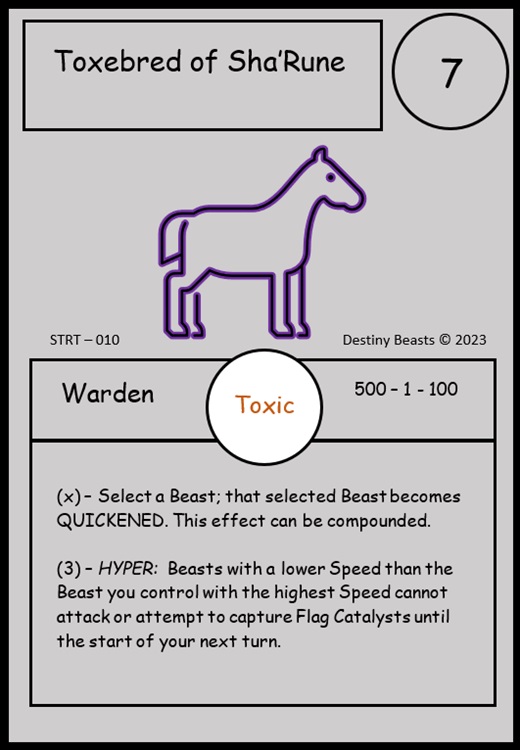 Toxebred of Sha'Rune
7
STRT – 010
Destiny Beasts © 2023
Warden
Toxic
500 – 1 - 100
(x) – Select a Beast; that selected Beast becomes
QUICKENED. This effect can be compounded.
(3) – HYPER: Beasts with a lower Speed than the
Beast you control with the highest Speed cannot
attack or attempt to capture Flag Catalysts until
the start of your next turn.